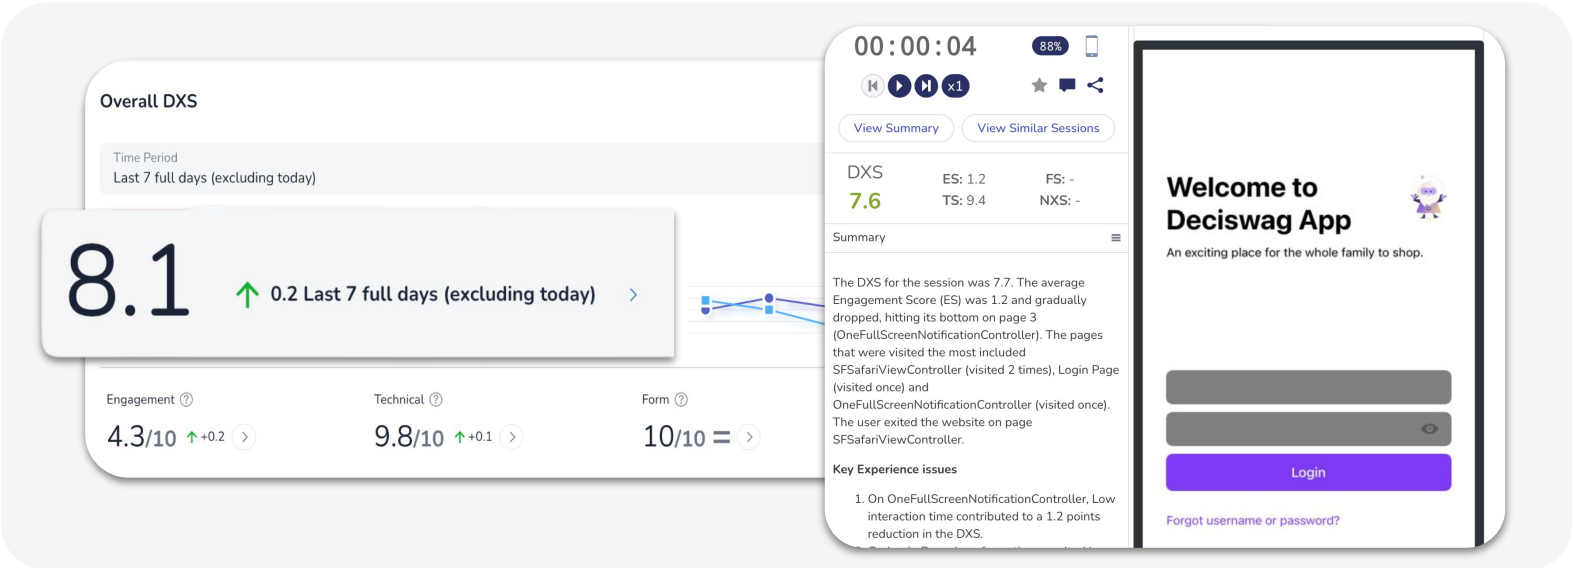 Overall DXS
Time Period
Last 7 full days (excluding today)
8.1
0.2 Last 7 full days (excluding today)
Engagement
4.3/10 +0.2
Technical
9.8/10 +0.1
Form
10/10 =
00:00:04
88%
x1
View Summary
View Similar Sessions
DXS
7.6
ES: 1.2
FS: -
TS: 9.4
NXS: -
Summary
The DXS for the session was 7.7. The average
Engagement Score (ES) was 1.2 and gradually
dropped, hitting its bottom on page 3
(OneFullScreenNotificationController). The pages
that were visited the most included
SFSafariViewController (visited 2 times), Login Page
(visited once) and
OneFullScreenNotificationController (visited once).
The user exited the website on page
SFSafariViewController.
Key Experience issues
1. On OneFullScreenNotificationController, Low
interaction time contributed to a 1.2 points
reduction in the DXS.
Welcome to
Deciswag App
An exciting place for the whole family to shop.
Login
Forgot username or password?